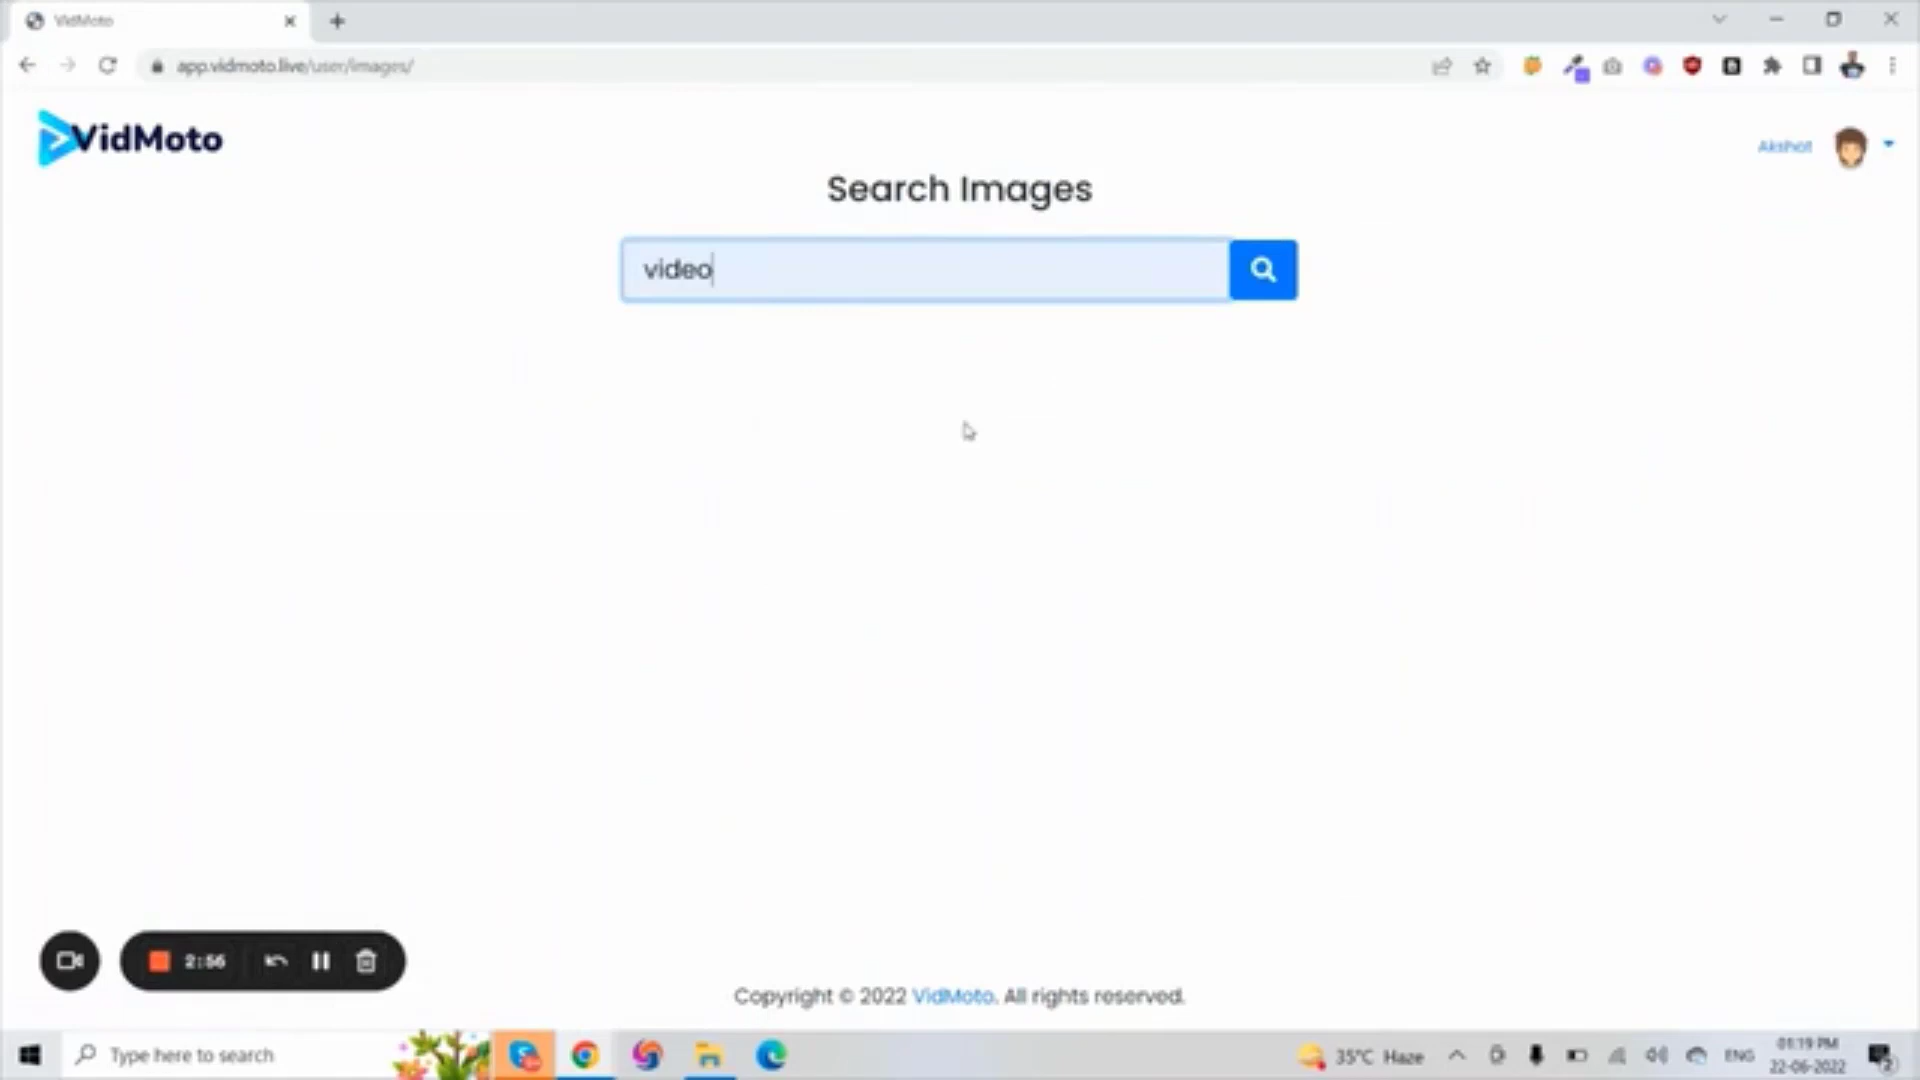 VidMoto
app.vidmoto.live/user/images/
VidMoto
Akshat
Search Images
video
2:56
Copyright © 2022 VidMoto. All rights reserved.
Type here to search
35°C Haze
ENG
01:19 PM
22-06-2022
2